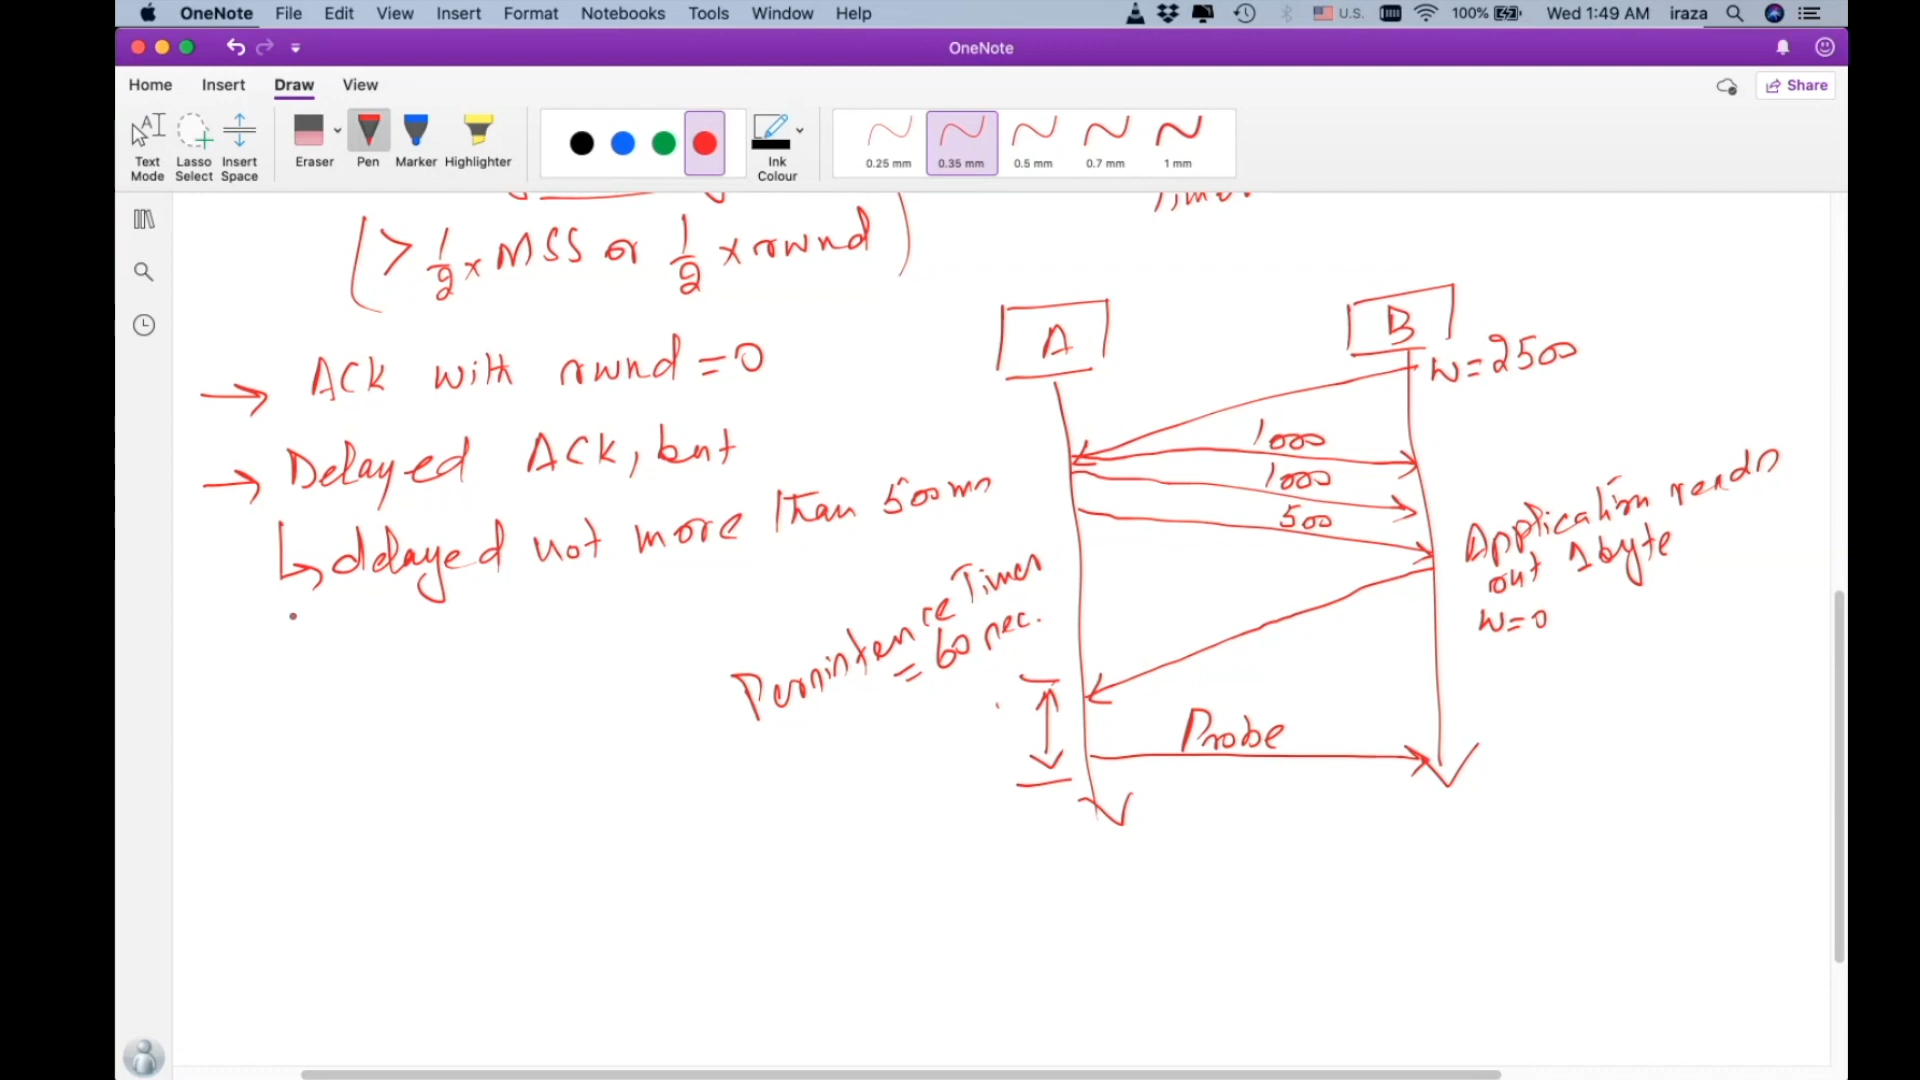 OneNote File Edit View Insert Format Notebooks Tools Window Help U.S. 100% Wed 1:49 AM iraza
OneNote
Home Insert Draw View Share
Text Mode Lasso Select Insert Space Eraser Pen Marker Highlighter Ink Colour 0.25 mm 0.35 mm 0.5 mm 0.7 mm 1 mm
(> 1/2 x MSS or 1/2 x rwnd)
→ ACK with rwnd = 0
→ Delayed ACK, but
↳ delayed not more than 500 ms
A
B
W=2500
1000
1000
500
Application reads
out 1 byte
W=0
Persistence Timer
= 60 sec.
Probe